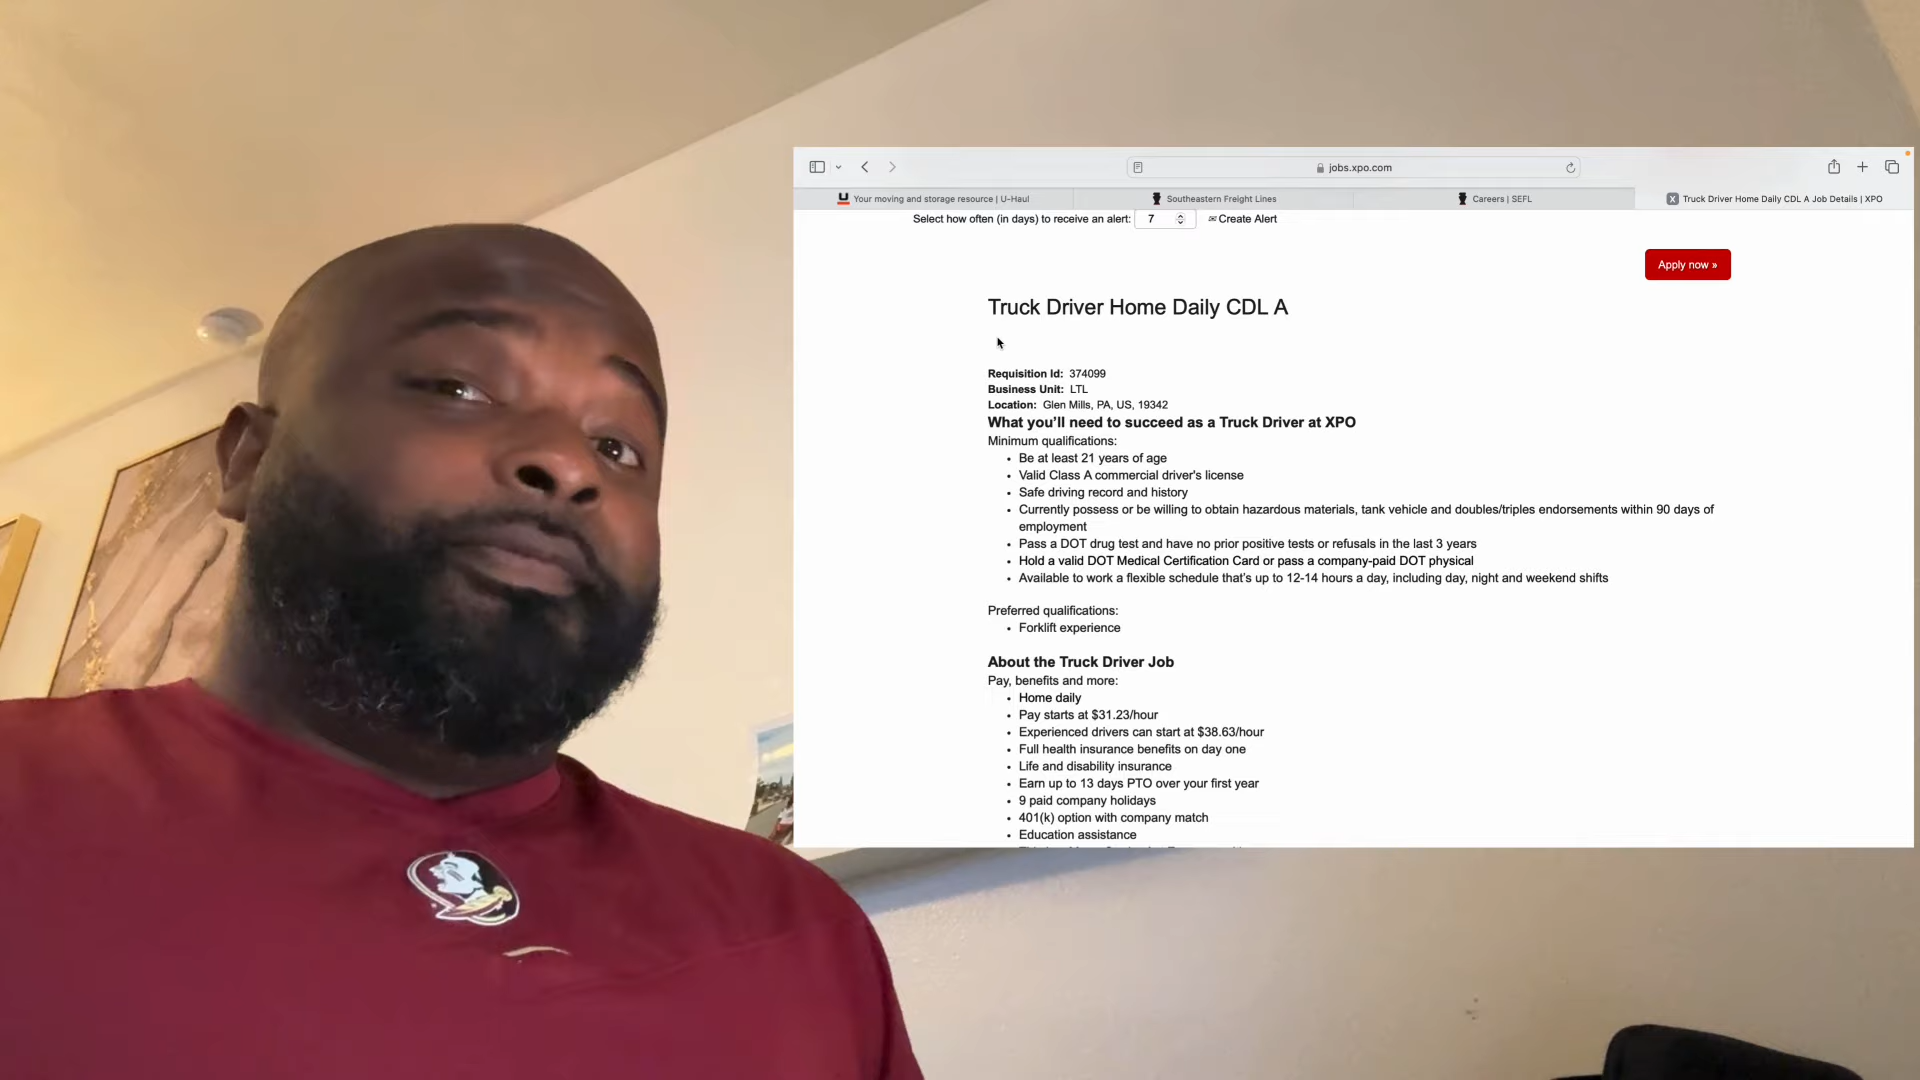 jobs.xpo.com
Your moving and storage resource | U-Haul
Southeastern Freight Lines
Careers | SEFL
X Truck Driver Home Daily CDL A Job Details | XPO
Select how often (in days) to receive an alert: 7 Create Alert
Apply now »
Truck Driver Home Daily CDL A
Requisition Id: 374099
Business Unit: LTL
Location: Glen Mills, PA, US, 19342
What you'll need to succeed as a Truck Driver at XPO
Minimum qualifications:
• Be at least 21 years of age
• Valid Class A commercial driver's license
• Safe driving record and history
• Currently possess or be willing to obtain hazardous materials, tank vehicle and doubles/triples endorsements within 90 days of
employment
• Pass a DOT drug test and have no prior positive tests or refusals in the last 3 years
• Hold a valid DOT Medical Certification Card or pass a company-paid DOT physical
• Available to work a flexible schedule that's up to 12-14 hours a day, including day, night and weekend shifts
Preferred qualifications:
• Forklift experience
About the Truck Driver Job
Pay, benefits and more:
• Home daily
• Pay starts at $31.23/hour
• Experienced drivers can start at $38.63/hour
• Full health insurance benefits on day one
• Life and disability insurance
• Earn up to 13 days PTO over your first year
• 9 paid company holidays
• 401(k) option with company match
• Education assistance